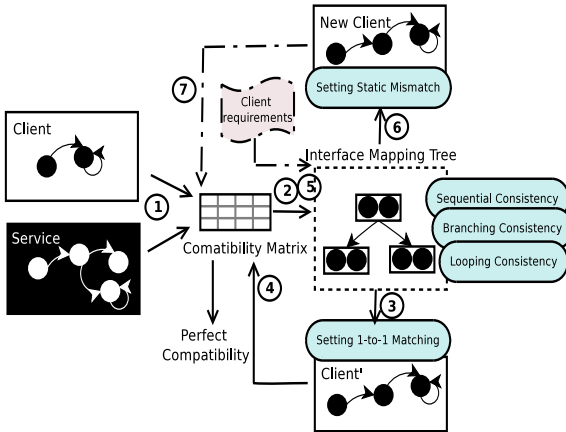 New Client
Setting Static Mismatch
7
Client
requirements
6
Interface Mapping Tree
Client
1
2
5
Sequential Consistency
Branching Consistency
Looping Consistency
Service
Comatibility Matrix
4
3
Perfect
Compatibility
Setting 1-to-1 Matching
Client'